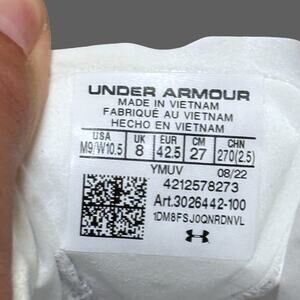 UNDER ARMOUR
MADE IN VIETNAM
FABRIQUÉ AU VIETNAM
HECHO EN VIETNAM
USA UK EUR CM CHN
M9/W10.5 8 42.5 27 270(2.5)
YMUV 08/22
4212578273
Art.3026442-100
1DM8FSJ0QNRDNVL